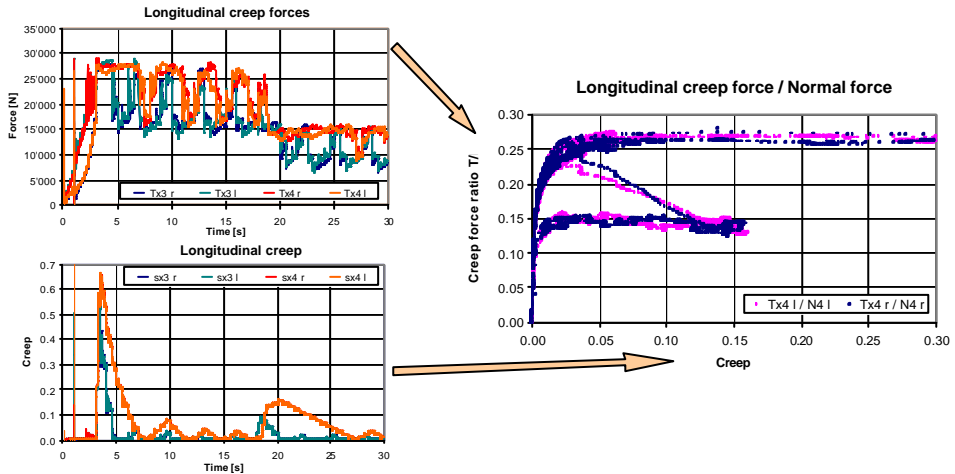 Longitudinal creep forces
35'000
30'000
25'000
20'000
15'000
10'000
5'000
0
Force [N]
Tx3 r Tx3 l Tx4 r Tx4 l
0 5 10 15 20 25 30
Time [s]
Longitudinal creep
0.7
0.6
0.5
0.4
0.3
0.2
0.1
0.0
Creep
sx3 r sx3 l sx4 r sx4 l
0 5 10 15 20 25 30
Time [s]
Longitudinal creep force / Normal force
0.30
0.25
0.20
0.15
0.10
0.05
0.00
Creep force ratio T/
Tx4 l / N4 l Tx4 r / N4 r
0.00 0.05 0.10 0.15 0.20 0.25 0.30
Creep